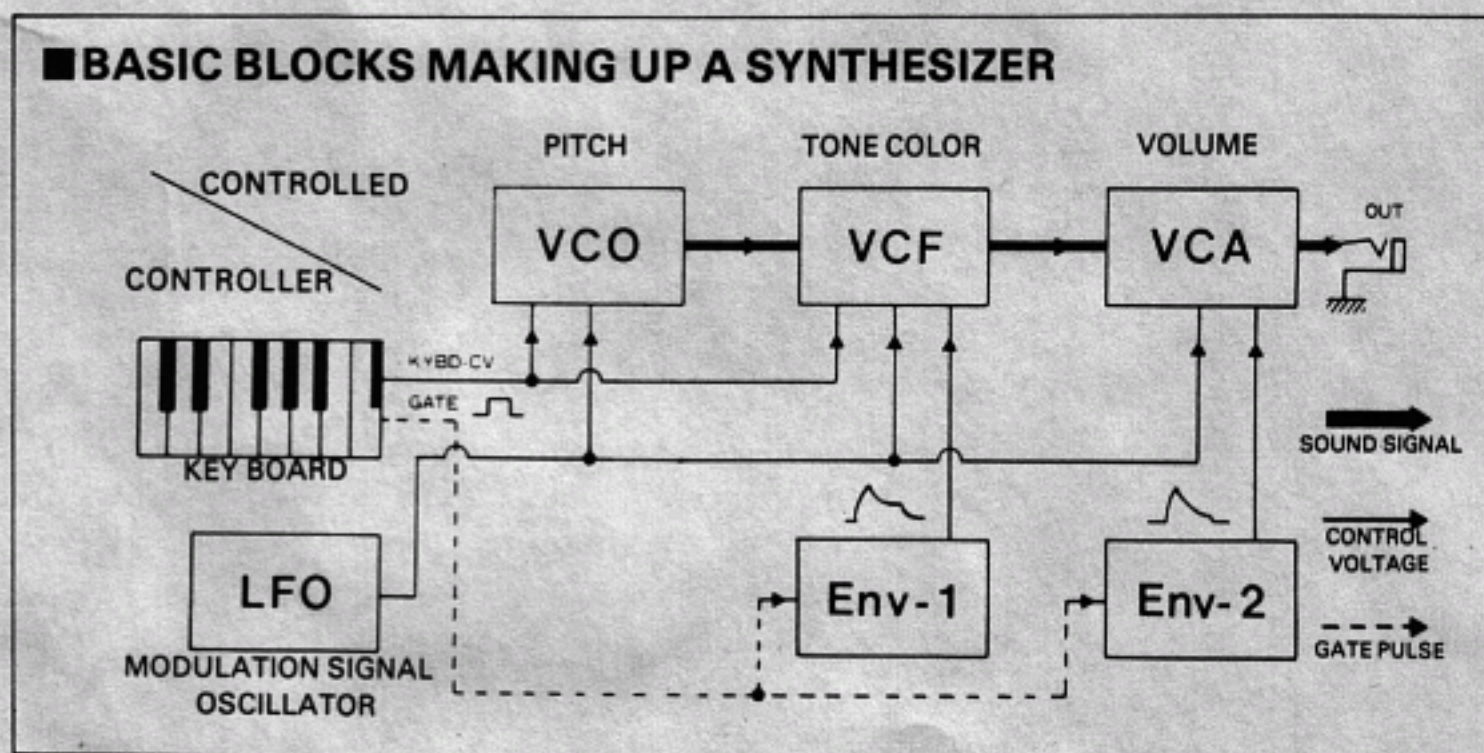 ■BASIC BLOCKS MAKING UP A SYNTHESIZER
PITCH
TONE COLOR
VOLUME
CONTROLLED
CONTROLLER
VCO
VCF
VCA
OUT
KYBD-CV
GATE
KEY BOARD
SOUND SIGNAL
LFO
Env-1
Env-2
CONTROL
VOLTAGE
MODULATION SIGNAL
OSCILLATOR
GATE PULSE